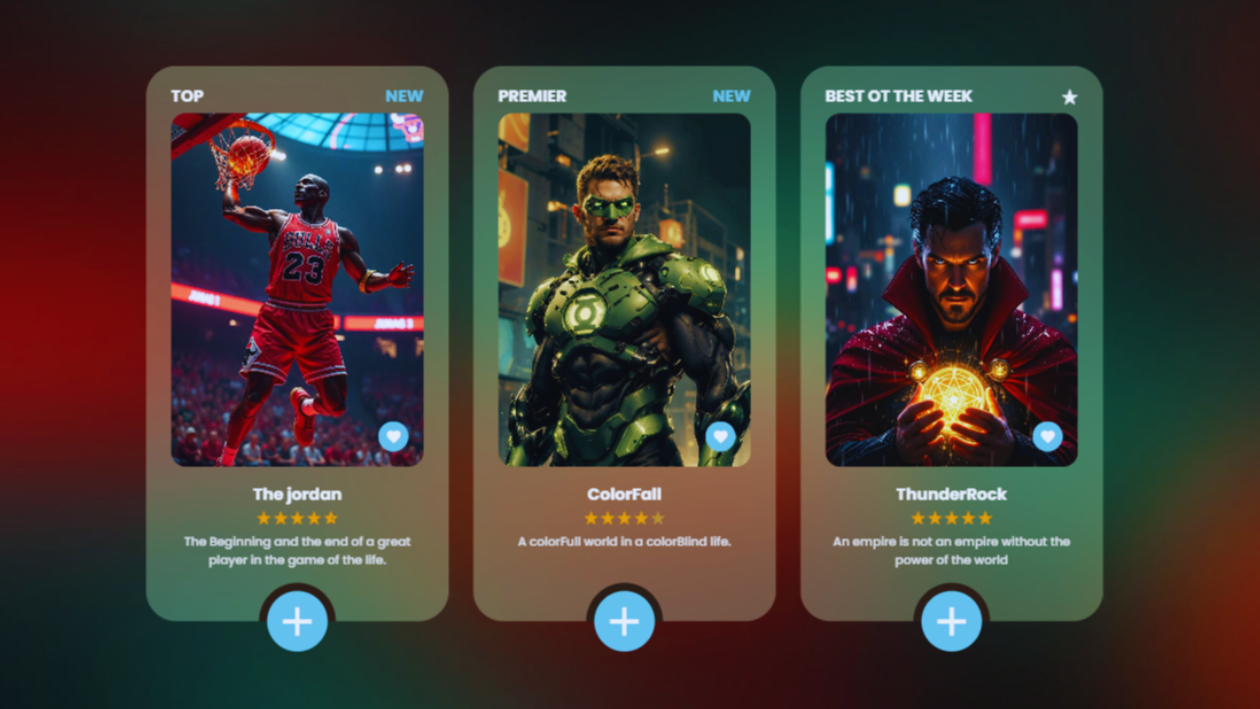 TOP NEW
BULLS
23
The jordan
The Beginning and the end of a great
player in the game of the life.
PREMIER NEW
ColorFall
A colorFull world in a colorBlind life.
BEST OT THE WEEK
ThunderRock
An empire is not an empire without the
power of the world